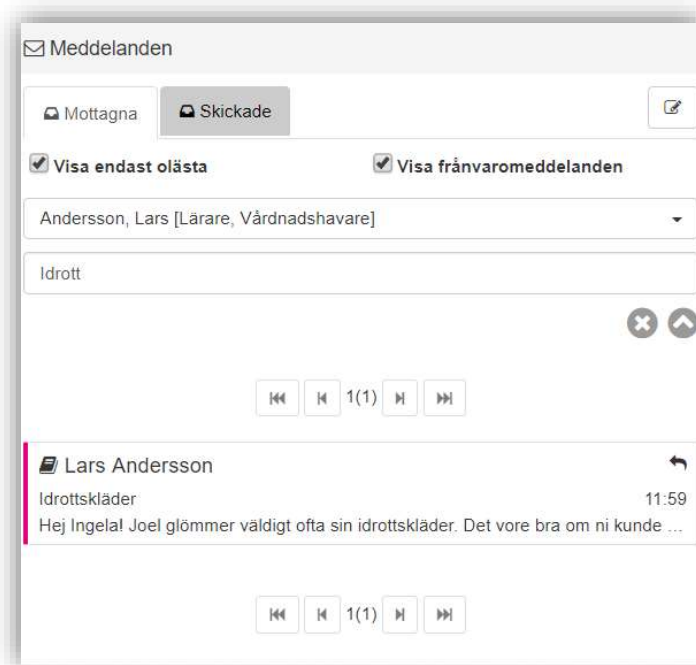 Meddelanden
Mottagna
Skickade
Visa endast olästa
Visa frånvaromeddelanden
Andersson, Lars [Lärare, Vårdnadshavare]
Idrott
1(1)
Lars Andersson
Idrottskläder 11:59
Hej Ingela! Joel glömmer väldigt ofta sin idrottskläder. Det vore bra om ni kunde ...
1(1)